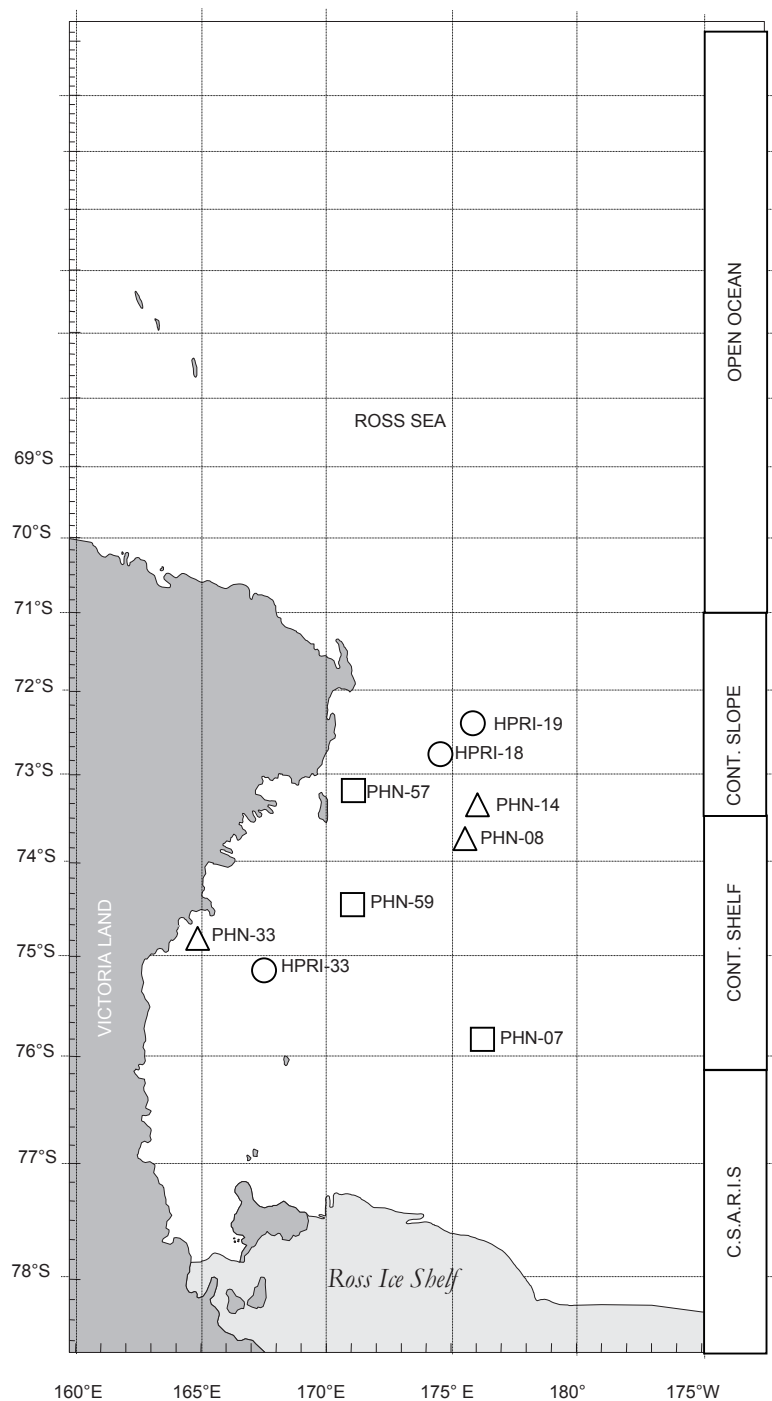 OPEN OCEAN
ROSS SEA
69°S
70°S
71°S
72°S
CONT. SLOPE
HPRI-19
HPRI-18
73°S
PHN-57
PHN-14
PHN-08
74°S
PHN-59
CONT. SHELF
VICTORIA LAND
PHN-33
75°S
HPRI-33
PHN-07
76°S
77°S
C.S.A.R.I.S
78°S
Ross Ice Shelf
160°E 165°E 170°E 175° E 180° 175°W